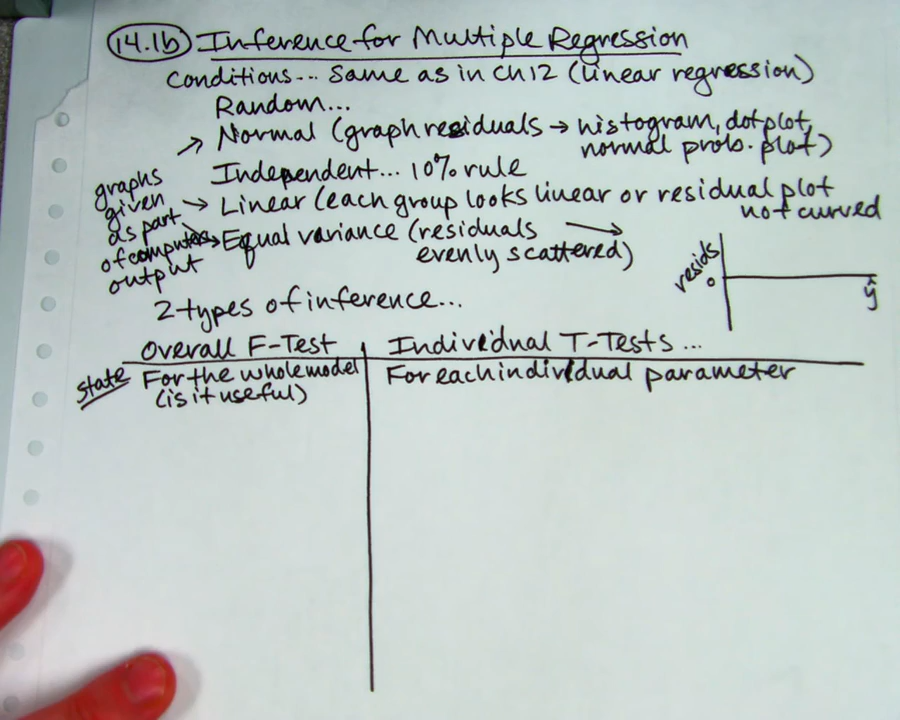 14.1b Inference for Multiple Regression
Conditions... Same as in Ch12 (linear regression)
Random...
→ Normal (graph residuals → histogram, dotplot,
normal prob. plot)
Independent... 10% rule
graphs
given
as part
of computer
output
→ Linear (each group looks linear or residual plot
not curved
→ Equal variance (residuals →
evenly scattered)
resids
0
ŷ
2 types of inference...
Overall F-Test
Individual T-Tests...
State
For the whole model
(is it useful)
For each individual parameter